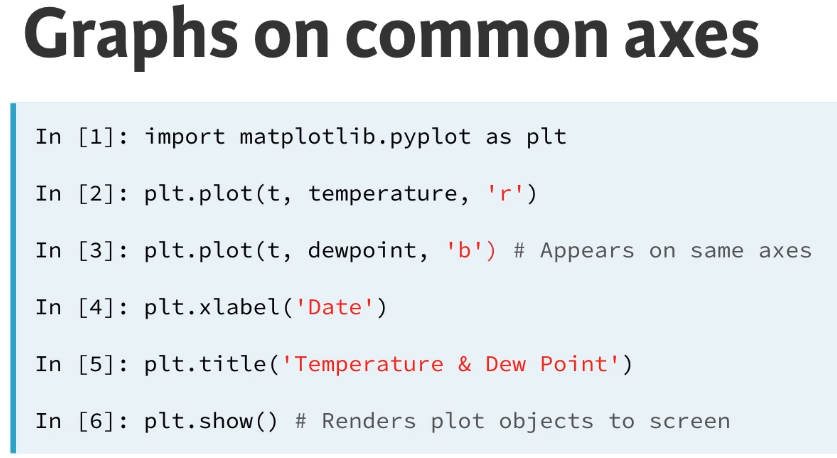 Graphs on common axes
In [1]: import matplotlib.pyplot as plt
In [2]: plt.plot(t, temperature, 'r')
In [3]: plt.plot(t, dewpoint, 'b') # Appears on same axes
In [4]: plt.xlabel('Date')
In [5]: plt.title('Temperature & Dew Point')
In [6]: plt.show() # Renders plot objects to screen